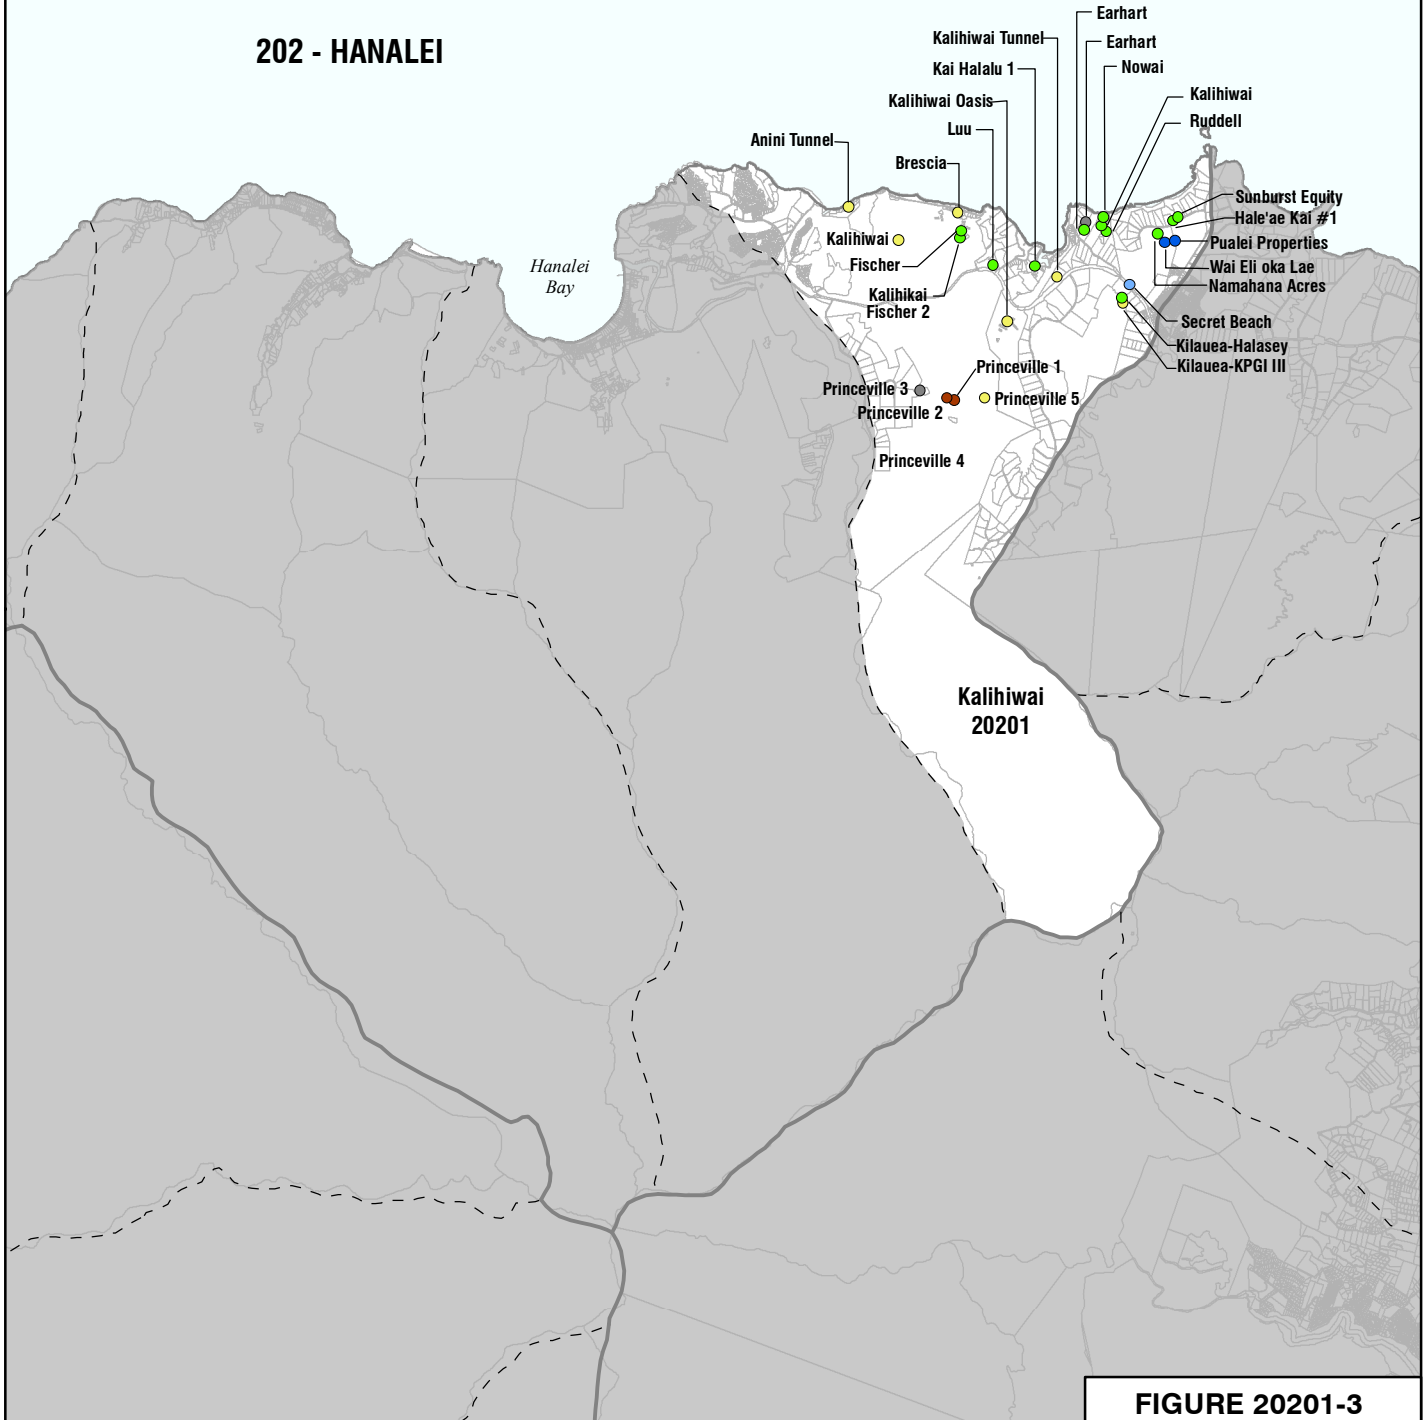 202 - HANALEI
Earhart
Kalihiwai Tunnel
Earhart
Kai Halalu 1
Nowai
Kalihiwai Oasis
Kalihiwai
Luu
Ruddell
Anini Tunnel
Brescia
Sunburst Equity
Hale'ae Kai #1
Kalihiwai
Pualei Properties
Fischer
Wai Eli oka Lae
Hanalei
Bay
Namahana Acres
Kalihikai
Fischer 2
Secret Beach
Kilauea-Halasey
Kilauea-KPGI III
Princeville 1
Princeville 3
Princeville 5
Princeville 2
Princeville 4
Kalihiwai
20201
FIGURE 20201-3